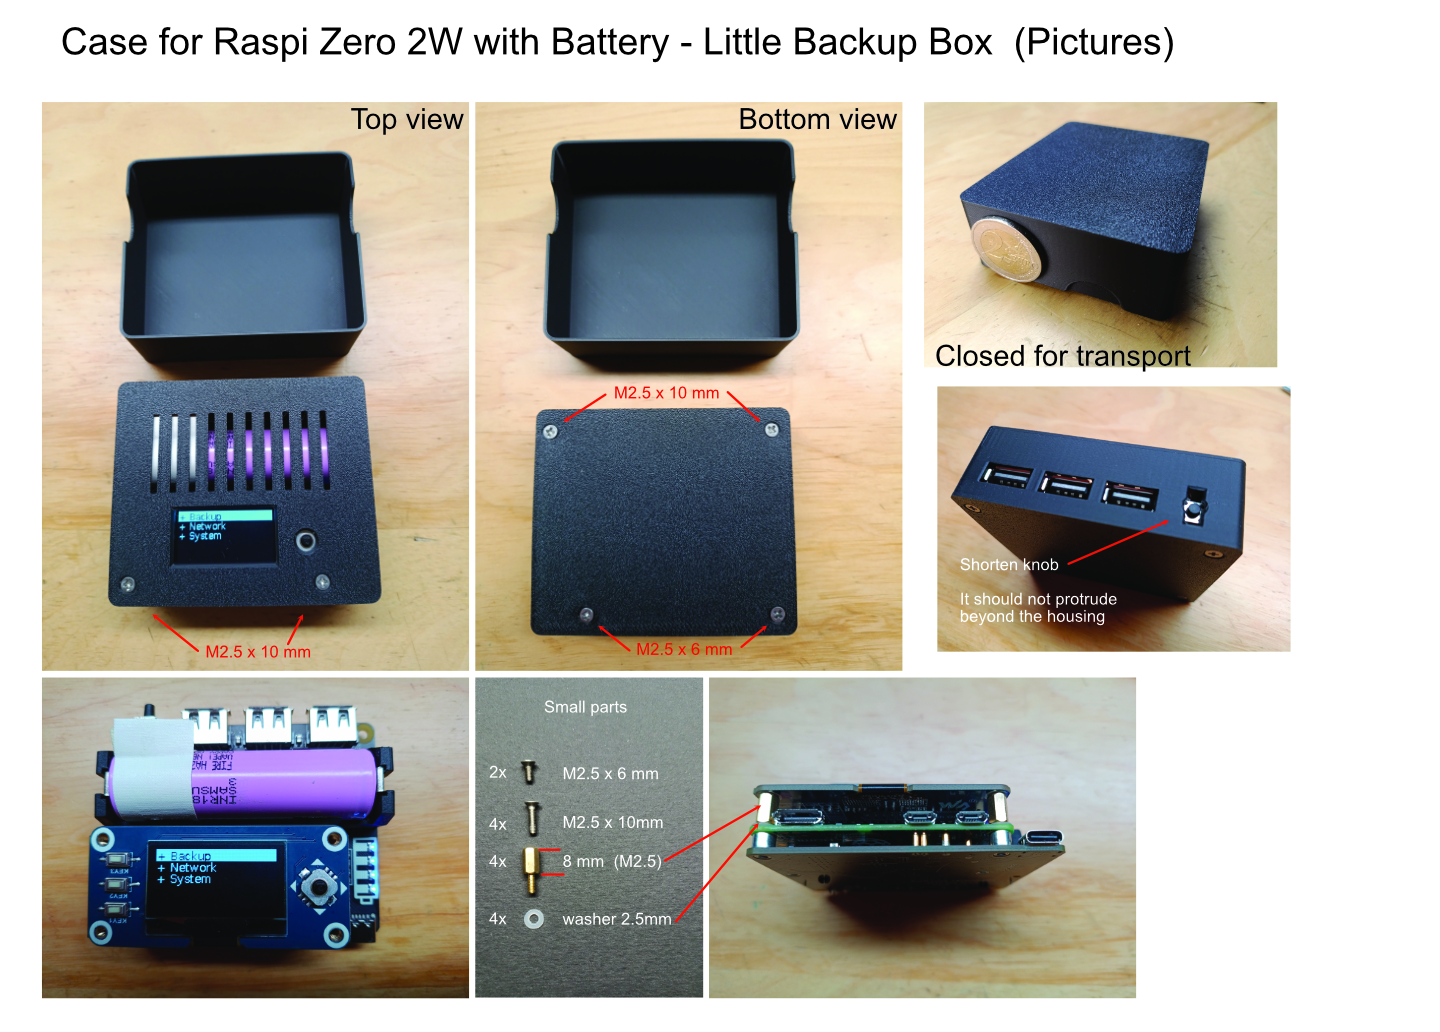 Case for Raspi Zero 2W with Battery - Little Backup Box (Pictures)
Top view
+ Backup
+ Network
+ System
M2.5 x 10 mm
Bottom view
M2.5 x 10 mm
M2.5 x 6 mm
Closed for transport
Shorten knob
It should not protrude
beyond the housing
+ Backup
+ Network
+ System
KEY3
KEY2
KEY1
Small parts
2x M2.5 x 6 mm
4x M2.5 x 10mm
4x 8 mm (M2.5)
4x washer 2.5mm